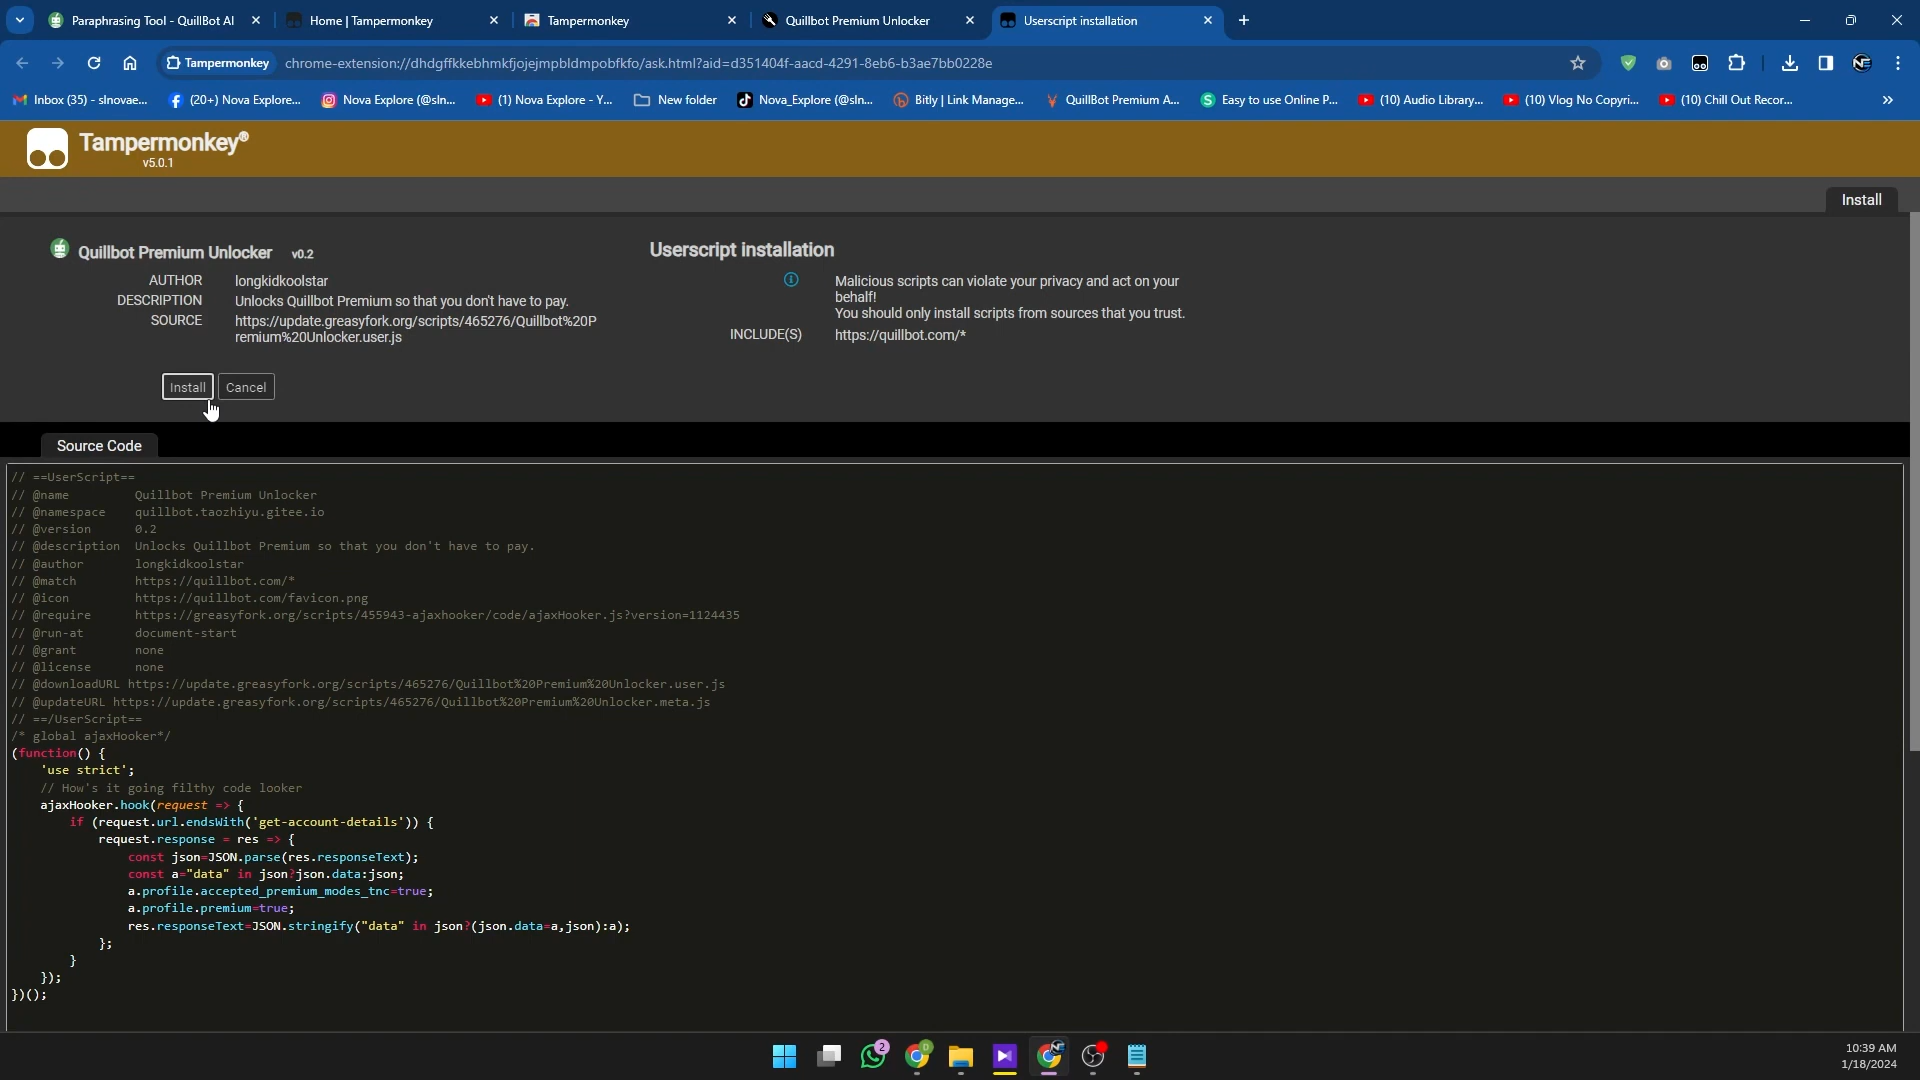 Paraphrasing Tool - QuillBot AI
Home | Tampermonkey
Tampermonkey
Quillbot Premium Unlocker
Userscript installation
Tampermonkey
chrome-extension://dhdgffkkebhmkfjojejmpbldmpobfkfo/ask.html?aid=d351404f-aacd-4291-8eb6-b3ae7bb0228e
Inbox (35) - slnovae...
(20+) Nova Explore...
Nova Explore (@sln...
(1) Nova Explore - Y...
New folder
Nova_Explore (@sln...
Bitly | Link Manage...
QuillBot Premium A...
Easy to use Online P...
(10) Audio Library...
(10) Vlog No Copyri...
(10) Chill Out Recor...
Tampermonkey®
v5.0.1
Install
Quillbot Premium Unlocker v0.2
AUTHOR longkidkoolstar
DESCRIPTION Unlocks Quillbot Premium so that you don't have to pay.
SOURCE https://update.greasyfork.org/scripts/465276/Quillbot%20P
remium%20Unlocker.user.js
Userscript installation
Malicious scripts can violate your privacy and act on your
behalf!
You should only install scripts from sources that you trust.
INCLUDE(S) https://quillbot.com/*
Install
Cancel
Source Code
// ==UserScript==
// @name Quillbot Premium Unlocker
// @namespace quillbot.taozhiyu.gitee.io
// @version 0.2
// @description Unlocks Quillbot Premium so that you don't have to pay.
// @author longkidkoolstar
// @match https://quillbot.com/*
// @icon https://quillbot.com/favicon.png
// @require https://greasyfork.org/scripts/455943-ajaxhooker/code/ajaxHooker.js?version=1124435
// @run-at document-start
// @grant none
// @license none
// @downloadURL https://update.greasyfork.org/scripts/465276/Quillbot%20Premium%20Unlocker.user.js
// @updateURL https://update.greasyfork.org/scripts/465276/Quillbot%20Premium%20Unlocker.meta.js
// ==/UserScript==
/* global ajaxHooker*/
(function() {
'use strict';
// How's it going filthy code looker
ajaxHooker.hook(request => {
if (request.url.endsWith('get-account-details')) {
request.response = res => {
const json=JSON.parse(res.responseText);
const a="data" in json?json.data:json;
a.profile.accepted_premium_modes_tnc=true;
a.profile.premium=true;
res.responseText=JSON.stringify("data" in json?(json.data=a,json):a);
};
}
});
})();
2
10:39 AM
1/18/2024